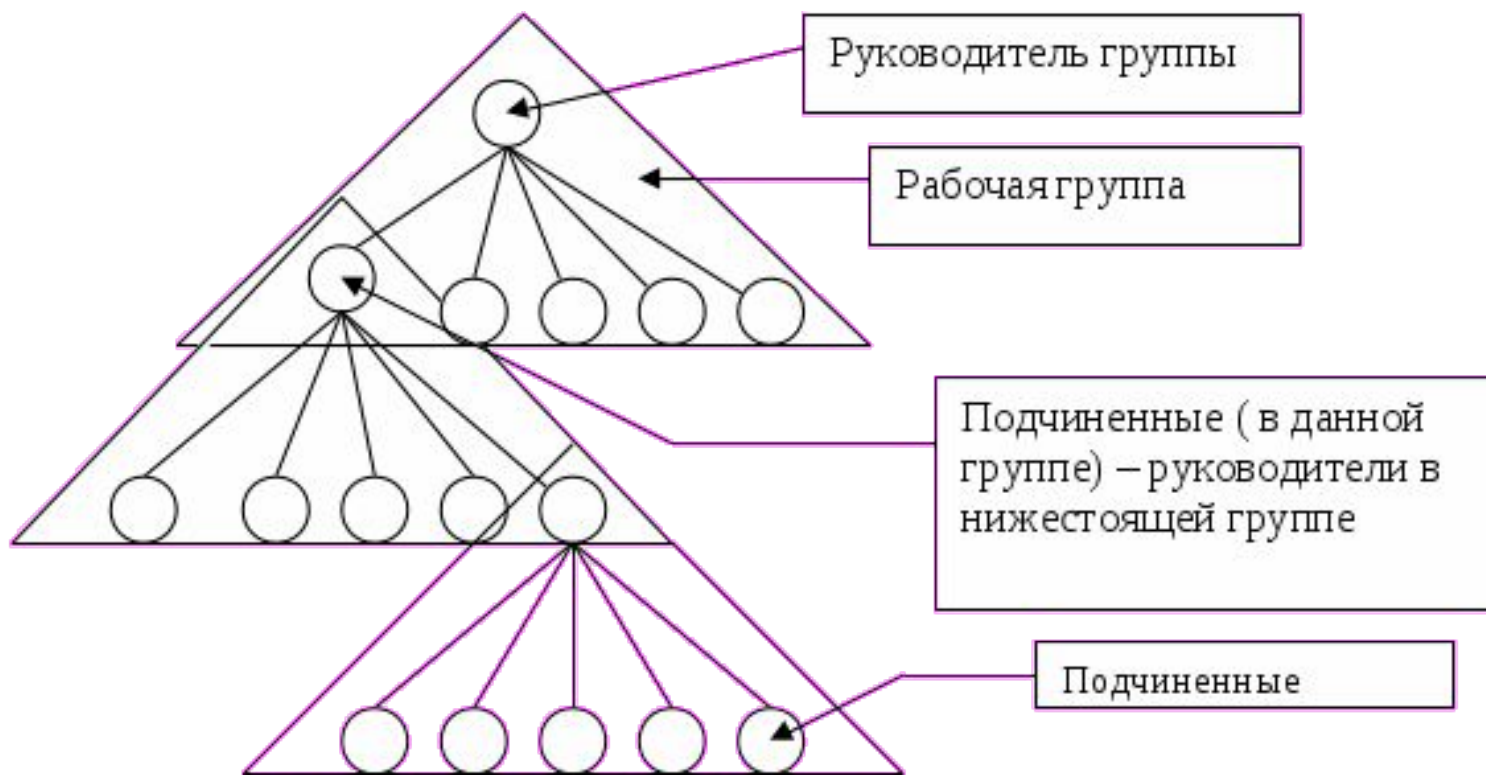 Руководитель группы
Рабочая группа
Подчиненные ( в данной
группе) – руководители в
нижестоящей группе
Подчиненные